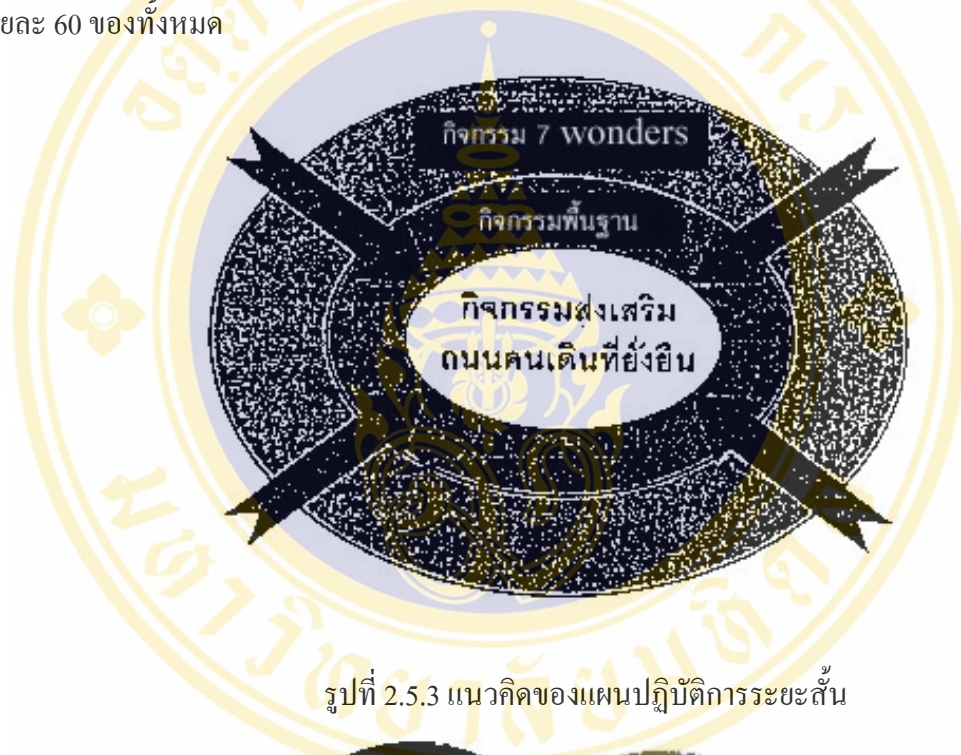 ยละ 60 ของทั้งหมด
กิจกรรม 7 wonders
กิจกรรมพื้นฐาน
กิจกรรมส่งเสริม
ถนนคนเดินที่ยั่งยืน
รูปที่ 2.5.3 แนวคิดของแผนปฏิบัติการระยะสั้น